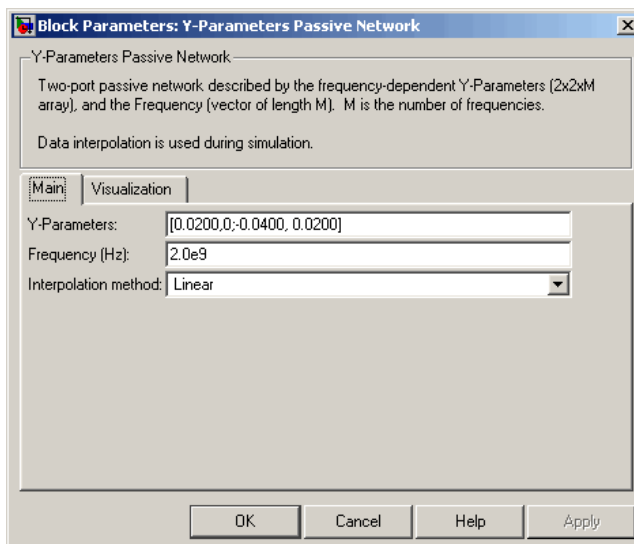 Block Parameters: Y-Parameters Passive Network
Y-Parameters Passive Network
Two-port passive network described by the frequency-dependent Y-Parameters (2x2xM
array), and the Frequency (vector of length M).  M is the number of frequencies.
Data interpolation is used during simulation.
Main Visualization
Y-Parameters: [0.0200,0;-0.0400, 0.0200]
Frequency (Hz): 2.0e9
Interpolation method: Linear
OK Cancel Help Apply